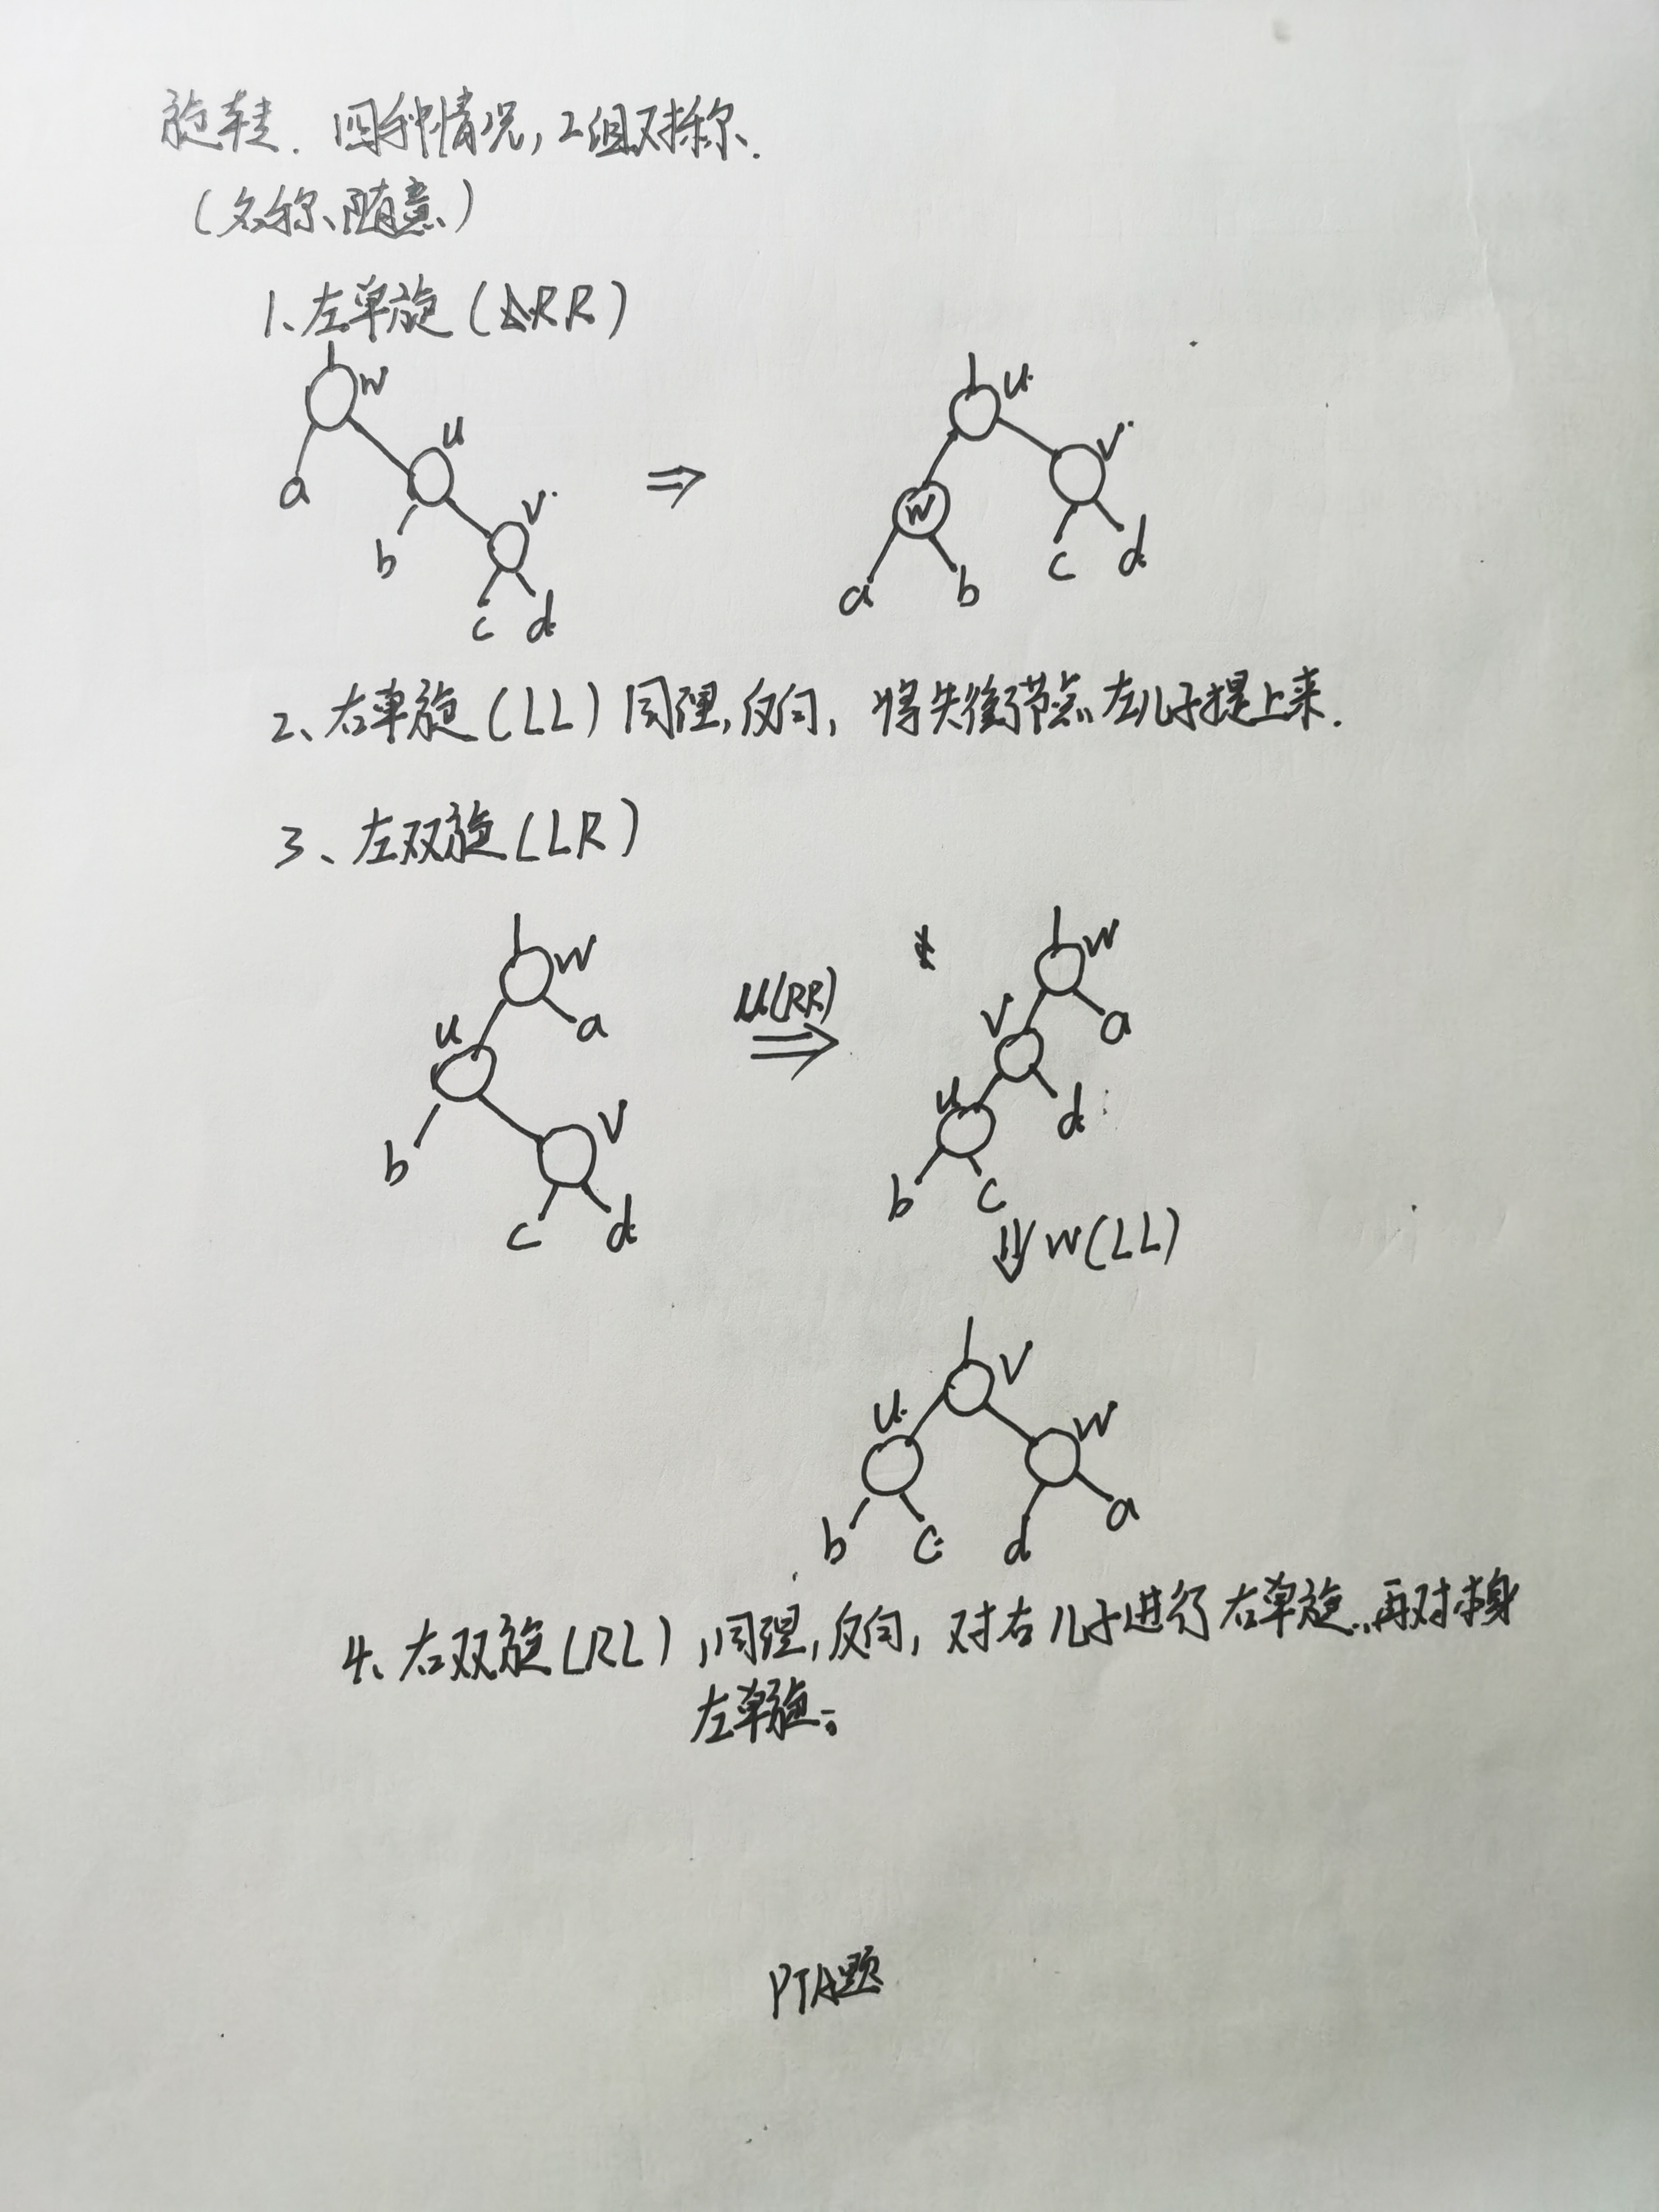 旋转. 四种情况, 2组对称.
(名称随意)
1、左单旋(RR)
w
u
a
v
b
c d
⇒
u
v
w
a b c d
2、右单旋(LL)同理,反向, 将失衡节点左儿子提上来.
3、左双旋(LR)
w
u a
b v
c d
u(RR)
w
v a
u d
b c
w(LL)
v
u w
b c d a
4、右双旋(RL),同理,反向, 对右儿子进行右单旋,再对本身
左单旋。
PTA题